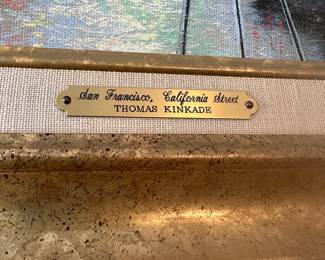 San Francisco, California Street
THOMAS KINKADE